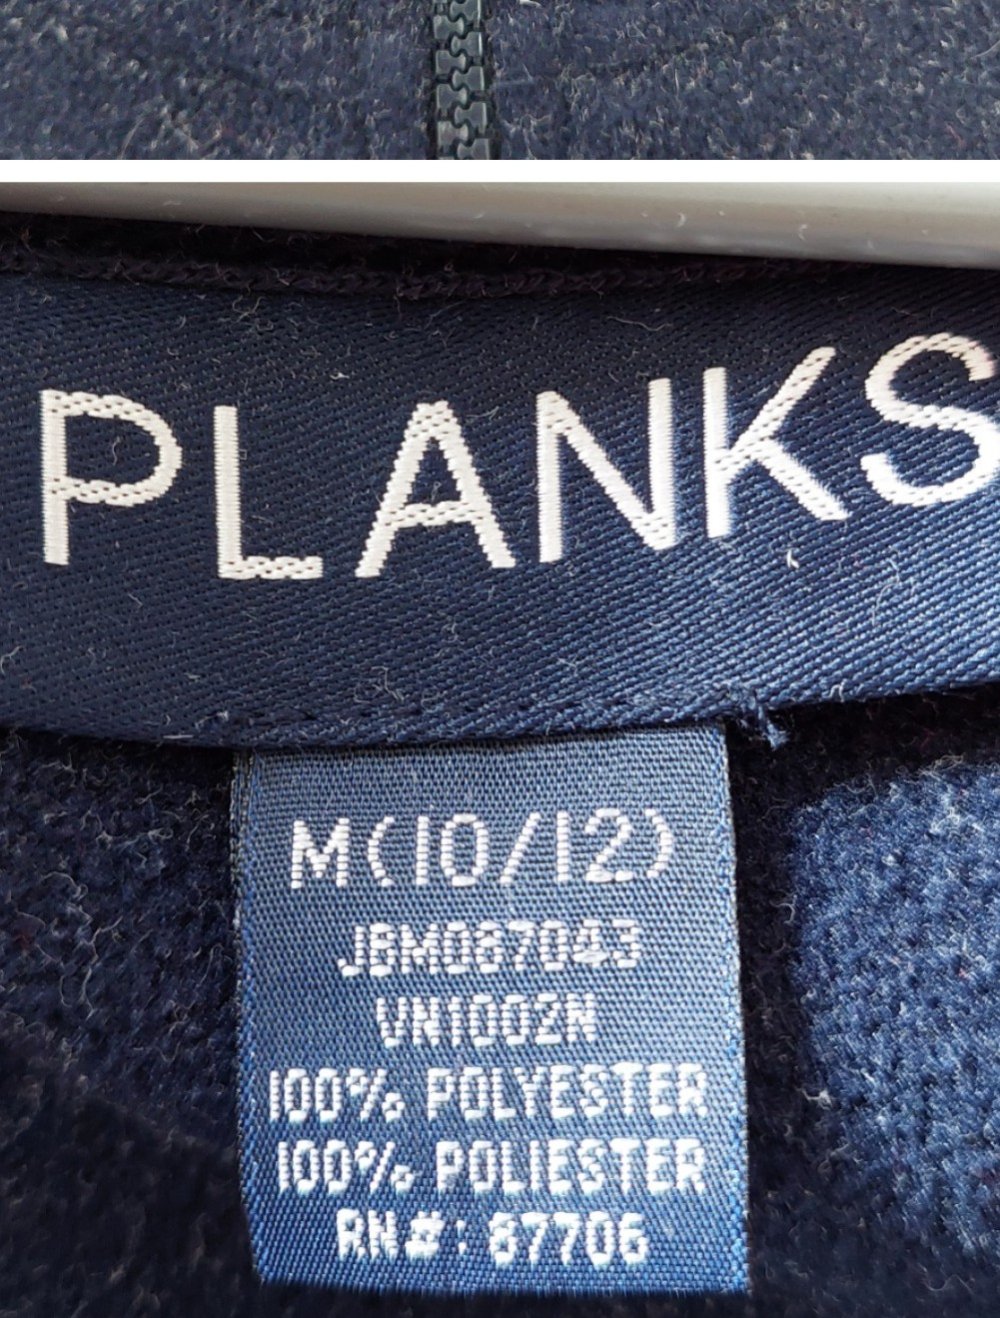 PLANKS
M(10/12)
JBM087043
VN1002N
100% POLYESTER
100% POLIESTER
RN#: 87706